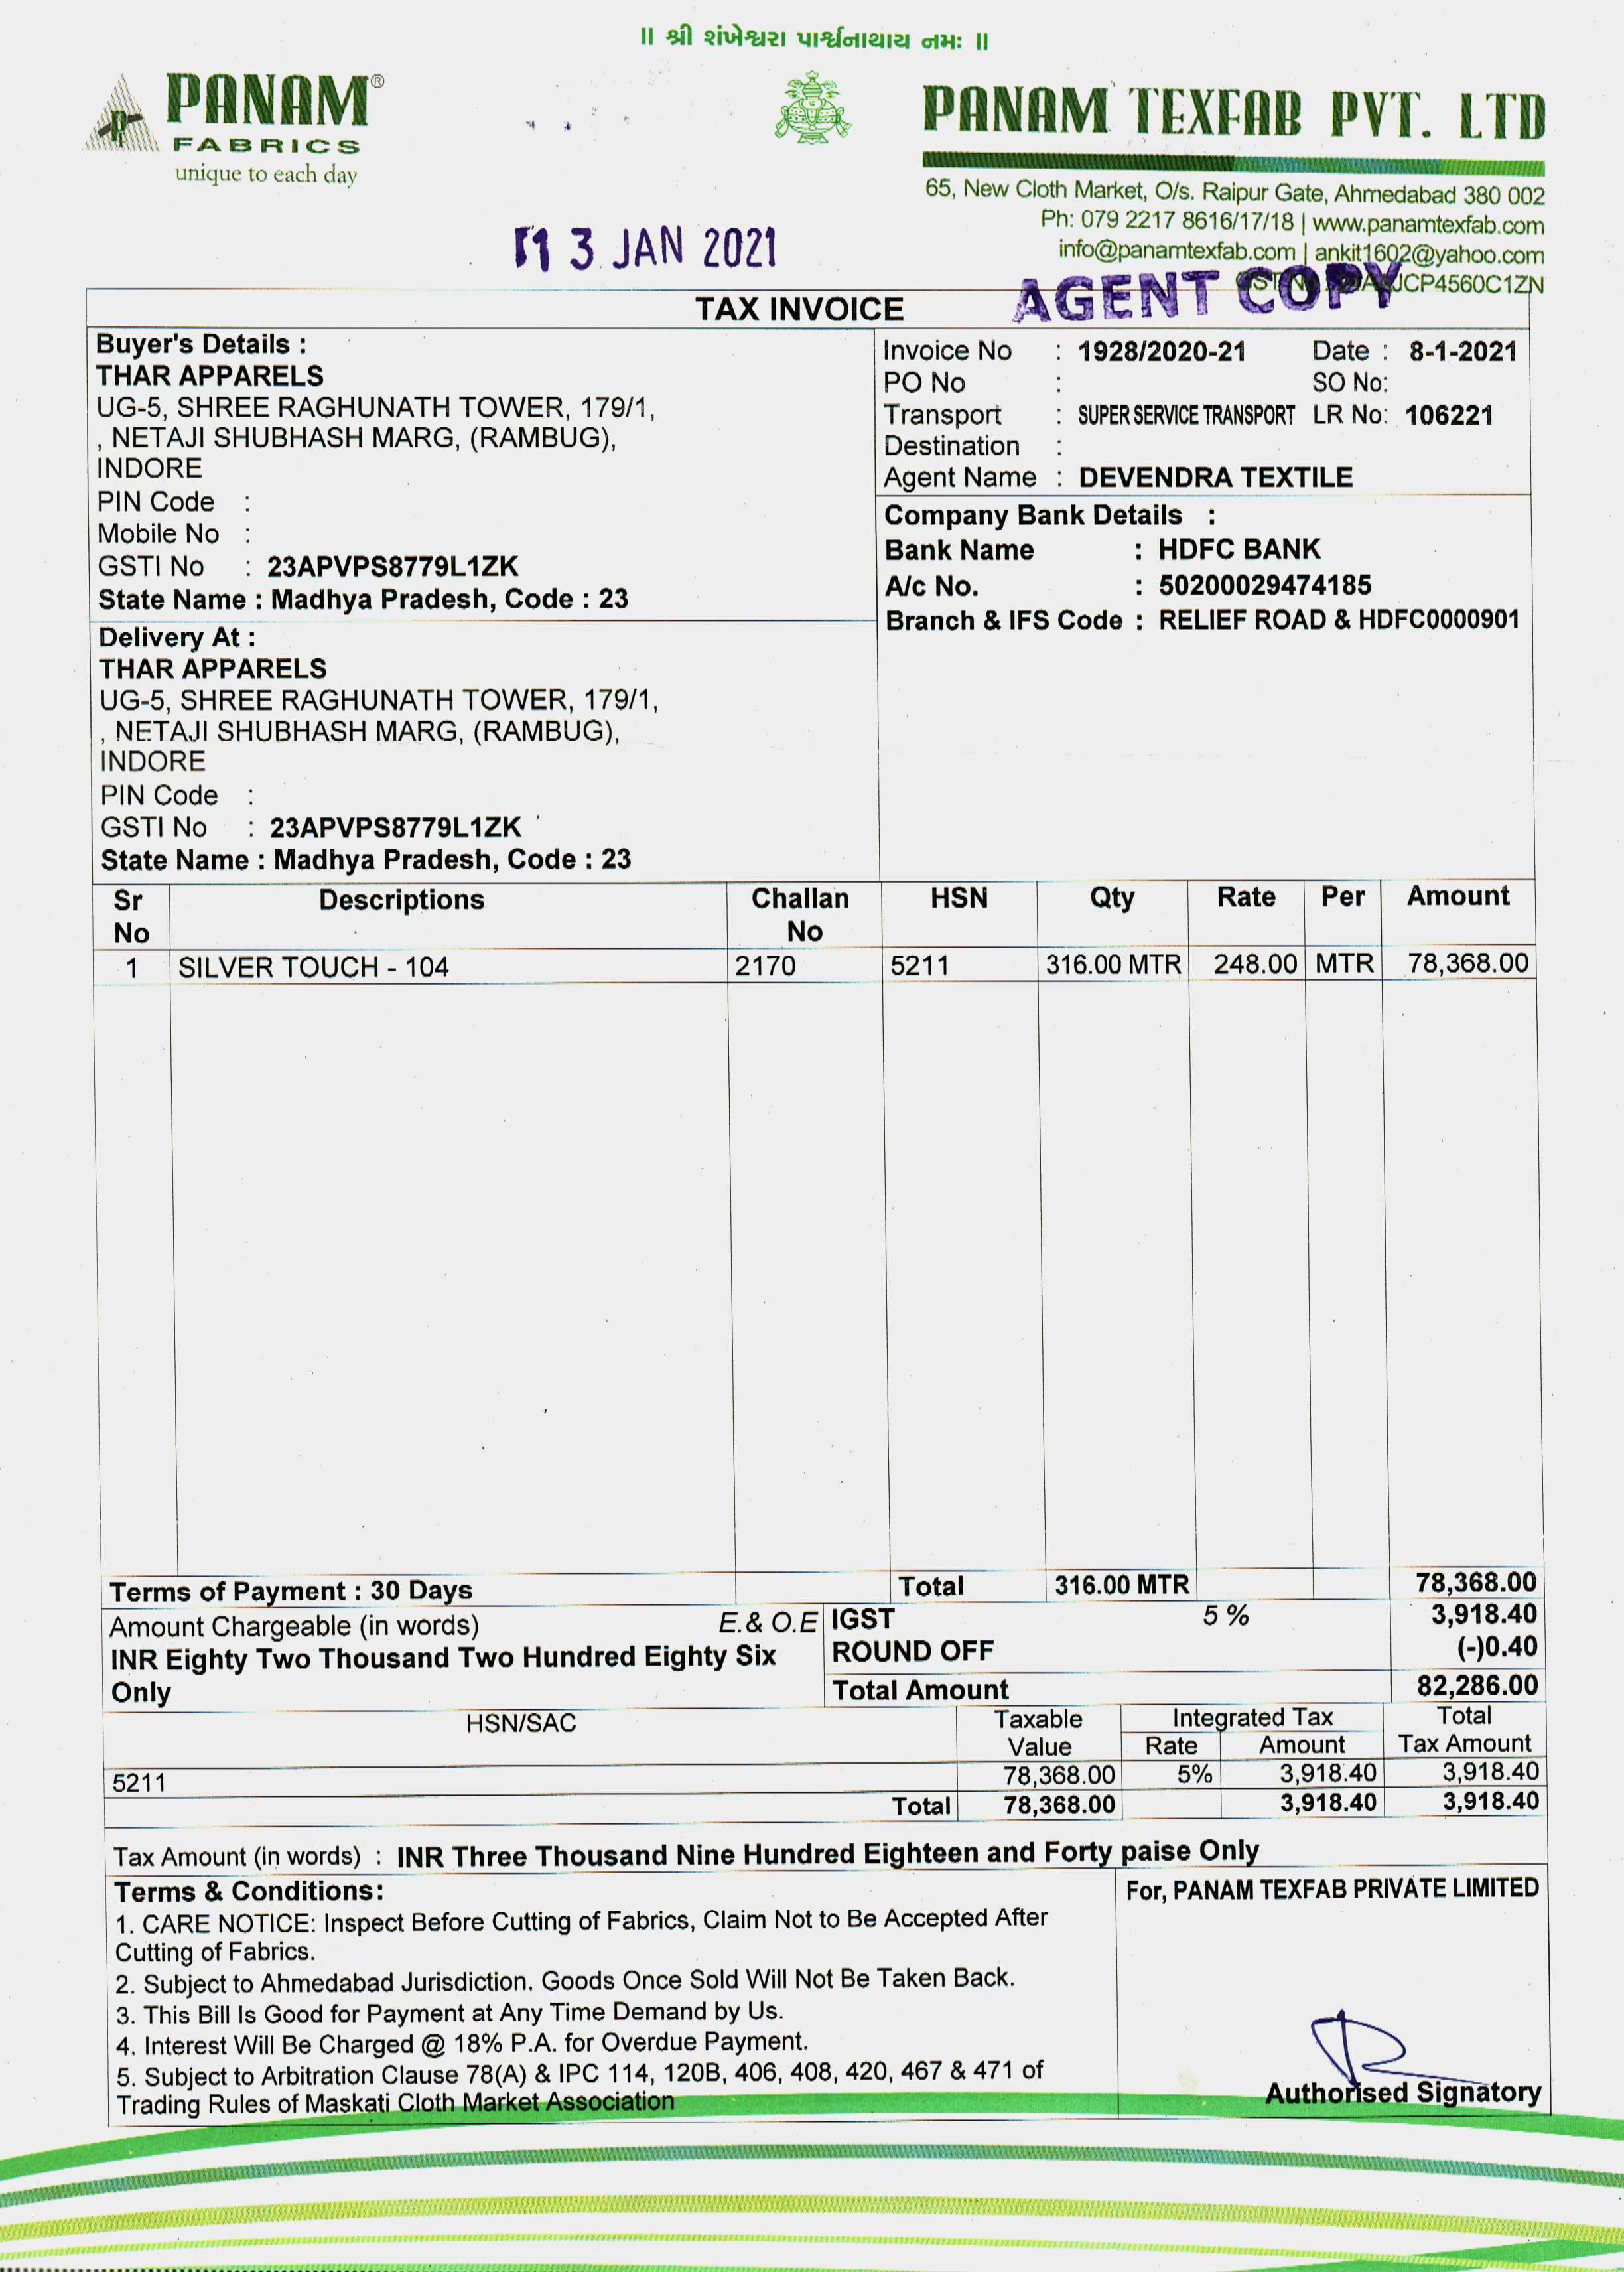 ॥ શ્રી શંખેશ્વરા પાર્શ્વનાથાય નમઃ ॥
PANAM®
FABRICS
unique to each day
PANAM TEXFAB PVT. LTD
65, New Cloth Market, O/s. Raipur Gate, Ahmedabad 380 002
Ph: 079 2217 8616/17/18 | www.panamtexfab.com
info@panamtexfab.com | ankit1602@yahoo.com
13 JAN 2021
AGENT COPY
TAX INVOICE
Buyer's Details :
THAR APPARELS
UG-5, SHREE RAGHUNATH TOWER, 179/1,
, NETAJI SHUBHASH MARG, (RAMBUG),
INDORE
PIN Code :
Mobile No :
GSTI No : 23APVPS8779L1ZK
State Name : Madhya Pradesh, Code : 23
Invoice No : 1928/2020-21 Date : 8-1-2021
PO No : SO No:
Transport : SUPER SERVICE TRANSPORT LR No: 106221
Destination :
Agent Name : DEVENDRA TEXTILE
Company Bank Details :
Bank Name : HDFC BANK
A/c No. : 50200029474185
Branch & IFS Code : RELIEF ROAD & HDFC0000901
Delivery At :
THAR APPARELS
UG-5, SHREE RAGHUNATH TOWER, 179/1,
, NETAJI SHUBHASH MARG, (RAMBUG),
INDORE
PIN Code :
GSTI No : 23APVPS8779L1ZK
State Name : Madhya Pradesh, Code : 23
Sr No Descriptions Challan No HSN Qty Rate Per Amount
1 SILVER TOUCH - 104 2170 5211 316.00 MTR 248.00 MTR 78,368.00
Terms of Payment : 30 Days Total 316.00 MTR 78,368.00
Amount Chargeable (in words) E.& O.E IGST 5 % 3,918.40
INR Eighty Two Thousand Two Hundred Eighty Six ROUND OFF (-)0.40
Only Total Amount 82,286.00
HSN/SAC Taxable Value Integrated Tax Rate Amount Total Tax Amount
5211 78,368.00 5% 3,918.40 3,918.40
Total 78,368.00 3,918.40 3,918.40
Tax Amount (in words) : INR Three Thousand Nine Hundred Eighteen and Forty paise Only
Terms & Conditions:
1. CARE NOTICE: Inspect Before Cutting of Fabrics, Claim Not to Be Accepted After
Cutting of Fabrics.
2. Subject to Ahmedabad Jurisdiction. Goods Once Sold Will Not Be Taken Back.
3. This Bill Is Good for Payment at Any Time Demand by Us.
4. Interest Will Be Charged @ 18% P.A. for Overdue Payment.
5. Subject to Arbitration Clause 78(A) & IPC 114, 120B, 406, 408, 420, 467 & 471 of
Trading Rules of Maskati Cloth Market Association
For, PANAM TEXFAB PRIVATE LIMITED
Authorised Signatory